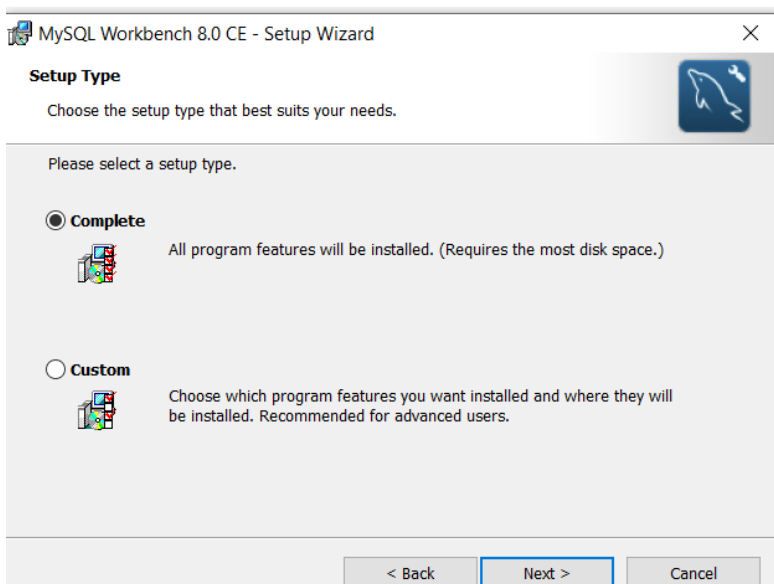 MySQL Workbench 8.0 CE - Setup Wizard
Setup Type
Choose the setup type that best suits your needs.
Please select a setup type.
Complete
All program features will be installed. (Requires the most disk space.)
Custom
Choose which program features you want installed and where they will
be installed. Recommended for advanced users.
< Back Next > Cancel